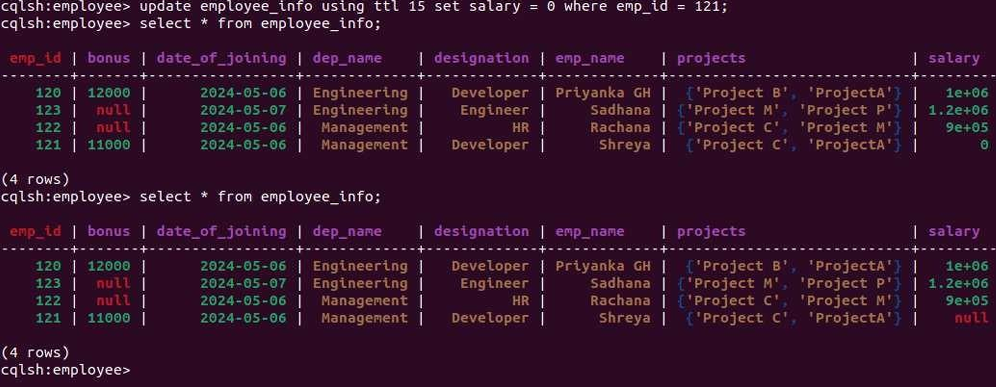 cqlsh:employee> update employee_info using ttl 15 set salary = 0 where emp_id = 121;
cqlsh:employee> select * from employee_info;
emp_id | bonus | date_of_joining | dep_name | designation | emp_name | projects | salary
--------+-------+-----------------+-------------+-------------+-------------+----------------------------+---------
120 | 12000 | 2024-05-06 | Engineering | Developer | Priyanka GH | {'Project B', 'ProjectA'} | 1e+06
123 | null | 2024-05-07 | Engineering | Engineer | Sadhana | {'Project M', 'Project P'} | 1.2e+06
122 | null | 2024-05-06 | Management | HR | Rachana | {'Project C', 'Project M'} | 9e+05
121 | 11000 | 2024-05-06 | Management | Developer | Shreya | {'Project C', 'ProjectA'} | 0
(4 rows)
cqlsh:employee> select * from employee_info;
emp_id | bonus | date_of_joining | dep_name | designation | emp_name | projects | salary
--------+-------+-----------------+-------------+-------------+-------------+----------------------------+---------
120 | 12000 | 2024-05-06 | Engineering | Developer | Priyanka GH | {'Project B', 'ProjectA'} | 1e+06
123 | null | 2024-05-07 | Engineering | Engineer | Sadhana | {'Project M', 'Project P'} | 1.2e+06
122 | null | 2024-05-06 | Management | HR | Rachana | {'Project C', 'Project M'} | 9e+05
121 | 11000 | 2024-05-06 | Management | Developer | Shreya | {'Project C', 'ProjectA'} | null
(4 rows)
cqlsh:employee>